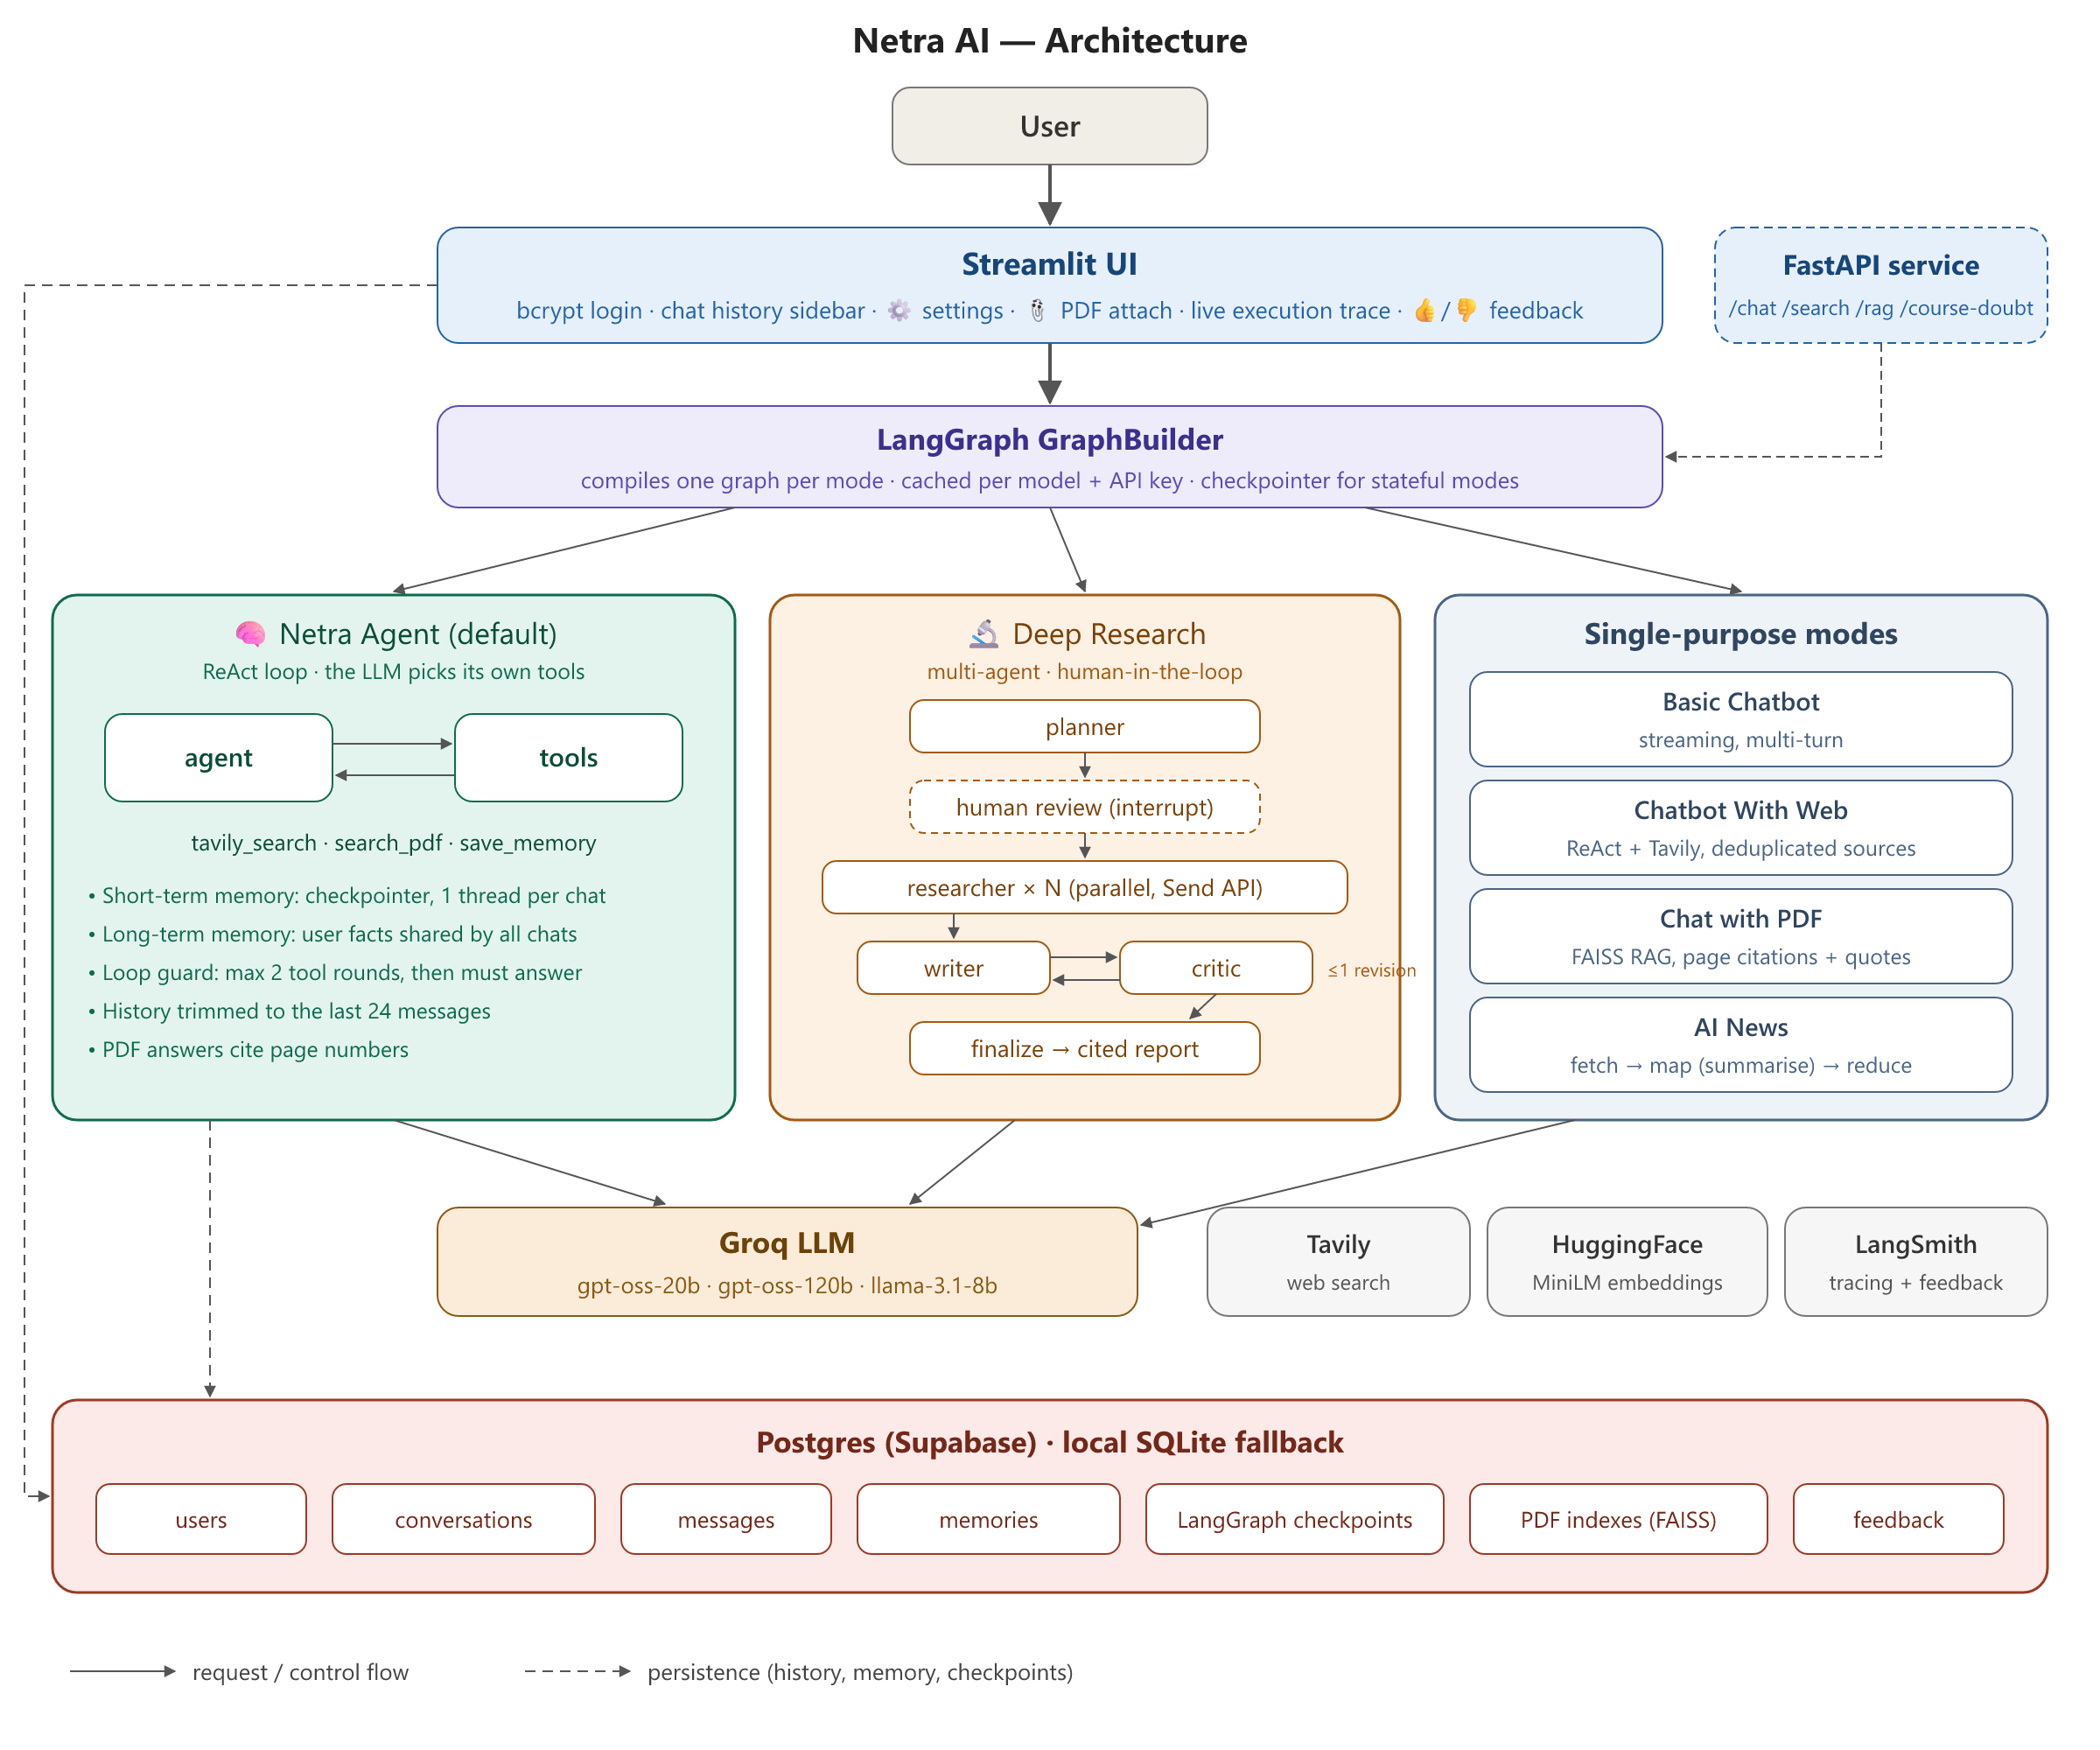 Netra AI — Architecture
User
Streamlit UI
bcrypt login · chat history sidebar · ⚙️ settings · 📎 PDF attach · live execution trace · 👍/👎 feedback
FastAPI service
/chat /search /rag /course-doubt
LangGraph GraphBuilder
compiles one graph per mode · cached per model + API key · checkpointer for stateful modes
🧠 Netra Agent (default)
ReAct loop · the LLM picks its own tools
agent
tools
tavily_search · search_pdf · save_memory
• Short-term memory: checkpointer, 1 thread per chat
• Long-term memory: user facts shared by all chats
• Loop guard: max 2 tool rounds, then must answer
• History trimmed to the last 24 messages
• PDF answers cite page numbers
🔬 Deep Research
multi-agent · human-in-the-loop
planner
human review (interrupt)
researcher × N (parallel, Send API)
writer
critic
≤1 revision
finalize → cited report
Single-purpose modes
Basic Chatbot
streaming, multi-turn
Chatbot With Web
ReAct + Tavily, deduplicated sources
Chat with PDF
FAISS RAG, page citations + quotes
AI News
fetch → map (summarise) → reduce
Groq LLM
gpt-oss-20b · gpt-oss-120b · llama-3.1-8b
Tavily
web search
HuggingFace
MiniLM embeddings
LangSmith
tracing + feedback
Postgres (Supabase) · local SQLite fallback
users
conversations
messages
memories
LangGraph checkpoints
PDF indexes (FAISS)
feedback
request / control flow
persistence (history, memory, checkpoints)